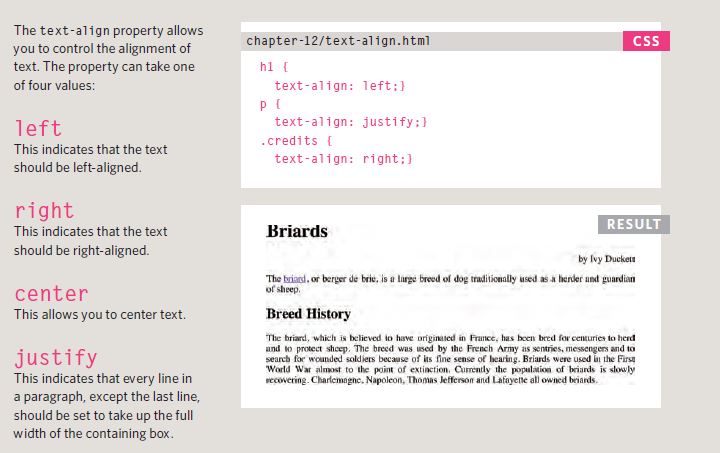 The text-align property allows
you to control the alignment of
text. The property can take one
of four values:
left
This indicates that the text
should be left-aligned.
right
This indicates that the text
should be right-aligned.
center
This allows you to center text.
justify
This indicates that every line in
a paragraph, except the last line,
should be set to take up the full
width of the containing box.
chapter-12/text-align.html
CSS
h1 {
text-align: left;}
p {
text-align: justify;}
.credits {
text-align: right;}
RESULT
Briards
by Ivy Duckett
The briard, or berger de brie, is a large breed of dog traditionally used as a herder and guardian
of sheep.
Breed History
The briard, which is believed to have originated in France, has been bred for centuries to herd
and to protect sheep. The breed was used by the French Army as sentries, messengers and to
search for wounded soldiers because of its fine sense of hearing. Briards were used in the First
World War almost to the point of extinction. Currently the population of briards is slowly
recovering. Charlemagne, Napoleon, Thomas Jefferson and Lafayette all owned briards.